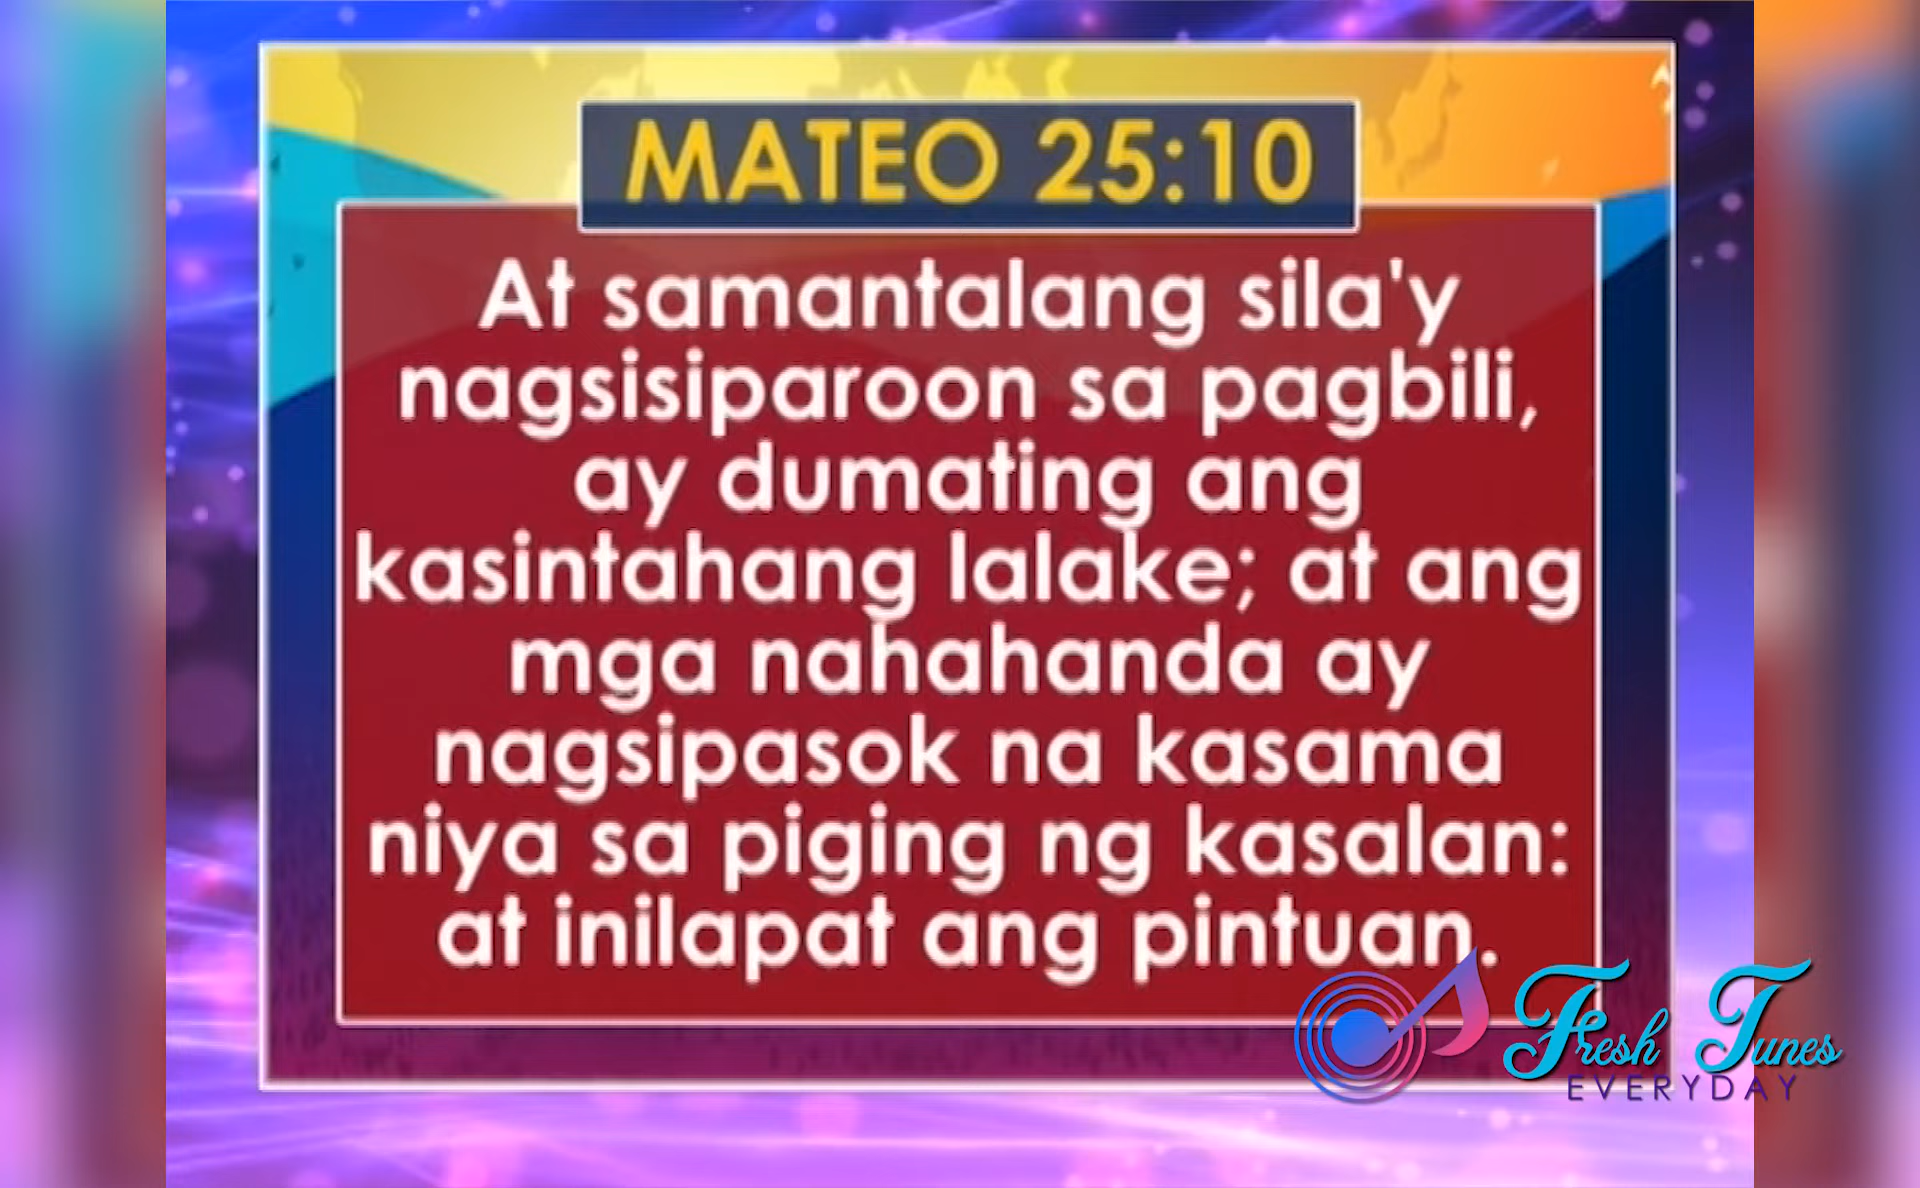 MATEO 25:10
At samantalang sila'y
nagsisiparoon sa pagbili,
ay dumating ang
kasintahang lalake; at ang
mga nahahanda ay
nagsipasok na kasama
niya sa piging ng kasalan:
at inilapat ang pintuan.
Fresh Tunes
EVERYDAY